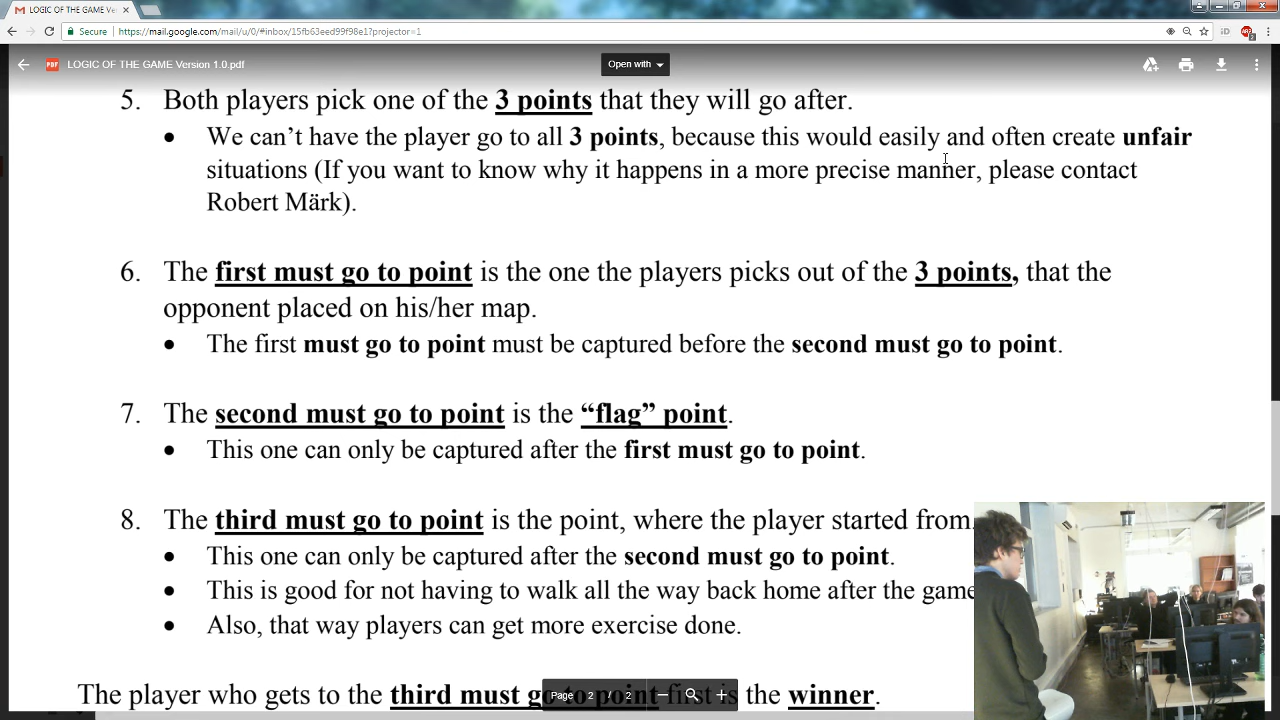 LOGIC OF THE GAME Ve
Secure https://mail.google.com/mail/u/0/#inbox/15fb63eed99f98e1?projector=1
PDF LOGIC OF THE GAME Version 1.0.pdf Open with
5. Both players pick one of the 3 points that they will go after.
• We can’t have the player go to all 3 points, because this would easily and often create unfair
situations (If you want to know why it happens in a more precise manner, please contact
Robert Märk).
6. The first must go to point is the one the players picks out of the 3 points, that the
opponent placed on his/her map.
• The first must go to point must be captured before the second must go to point.
7. The second must go to point is the “flag” point.
• This one can only be captured after the first must go to point.
8. The third must go to point is the point, where the player started from.
• This one can only be captured after the second must go to point.
• This is good for not having to walk all the way back home after the game
• Also, that way players can get more exercise done.
The player who gets to the third must go to point first is the winner.
Page 2 / 2